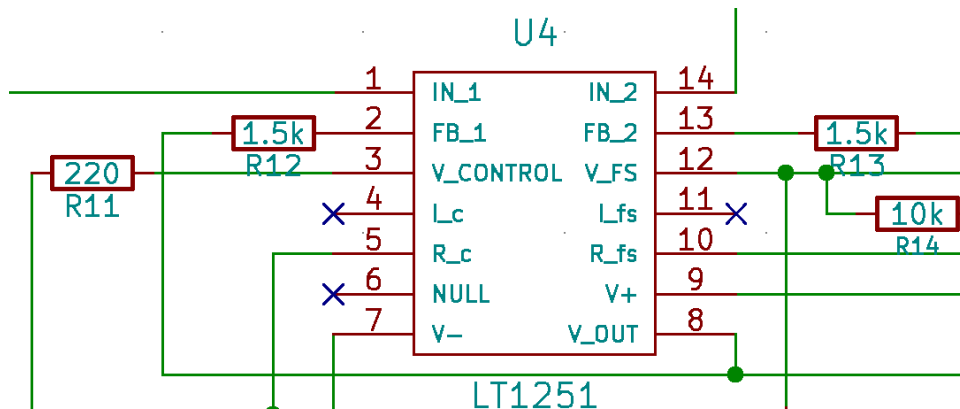 U4
1 IN_1 IN_2 14
1.5k 2 FB_1 FB_2 13 1.5k
R12 R13
220 3 V_CONTROL V_FS 12
R11
4 I_c I_fs 11 10k
R14
5 R_c R_fs 10
6 NULL V+ 9
7 V- V_OUT 8
LT1251